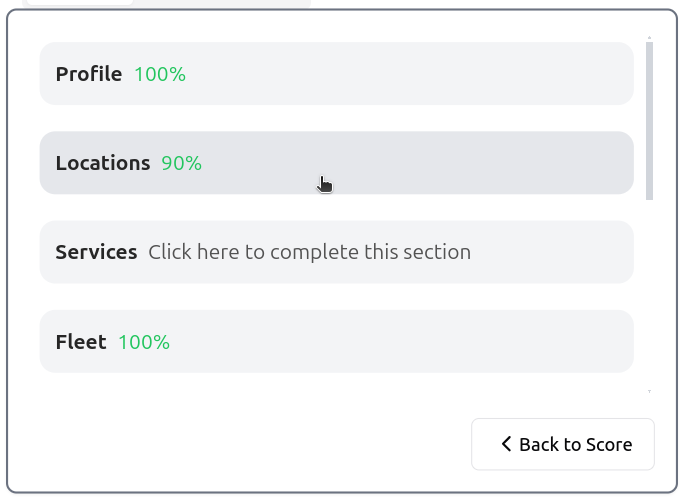 Profile 100%
Locations 90%
Services Click here to complete this section
Fleet 100%
Back to Score